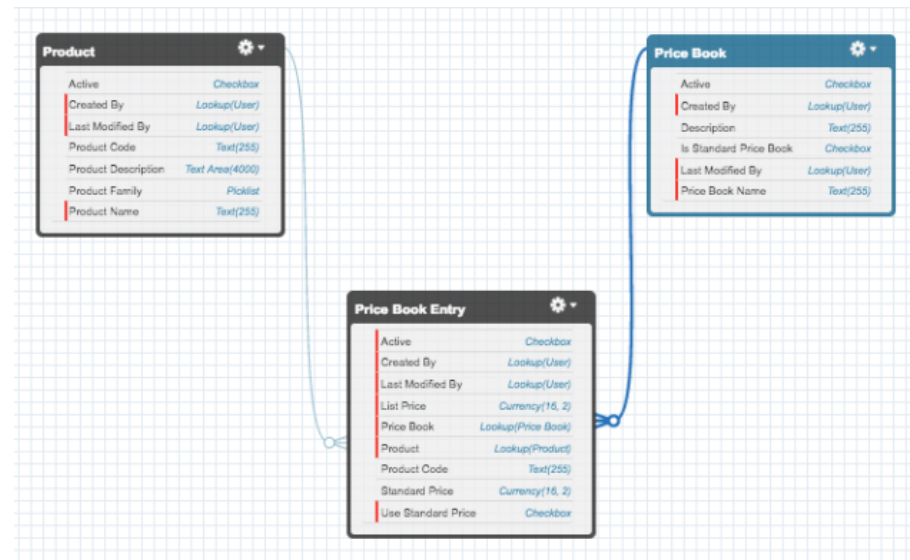 Product
Active Checkbox
Created By Lookup(User)
Last Modified By Lookup(User)
Product Code Text(255)
Product Description Text Area(4000)
Product Family Picklist
Product Name Text(255)
Price Book
Active Checkbox
Created By Lookup(User)
Description Text(255)
Is Standard Price Book Checkbox
Last Modified By Lookup(User)
Price Book Name Text(255)
Price Book Entry
Active Checkbox
Created By Lookup(User)
Last Modified By Lookup(User)
List Price Currency(16, 2)
Price Book Lookup(Price Book)
Product Lookup(Product)
Product Code Text(255)
Standard Price Currency(16, 2)
Use Standard Price Checkbox